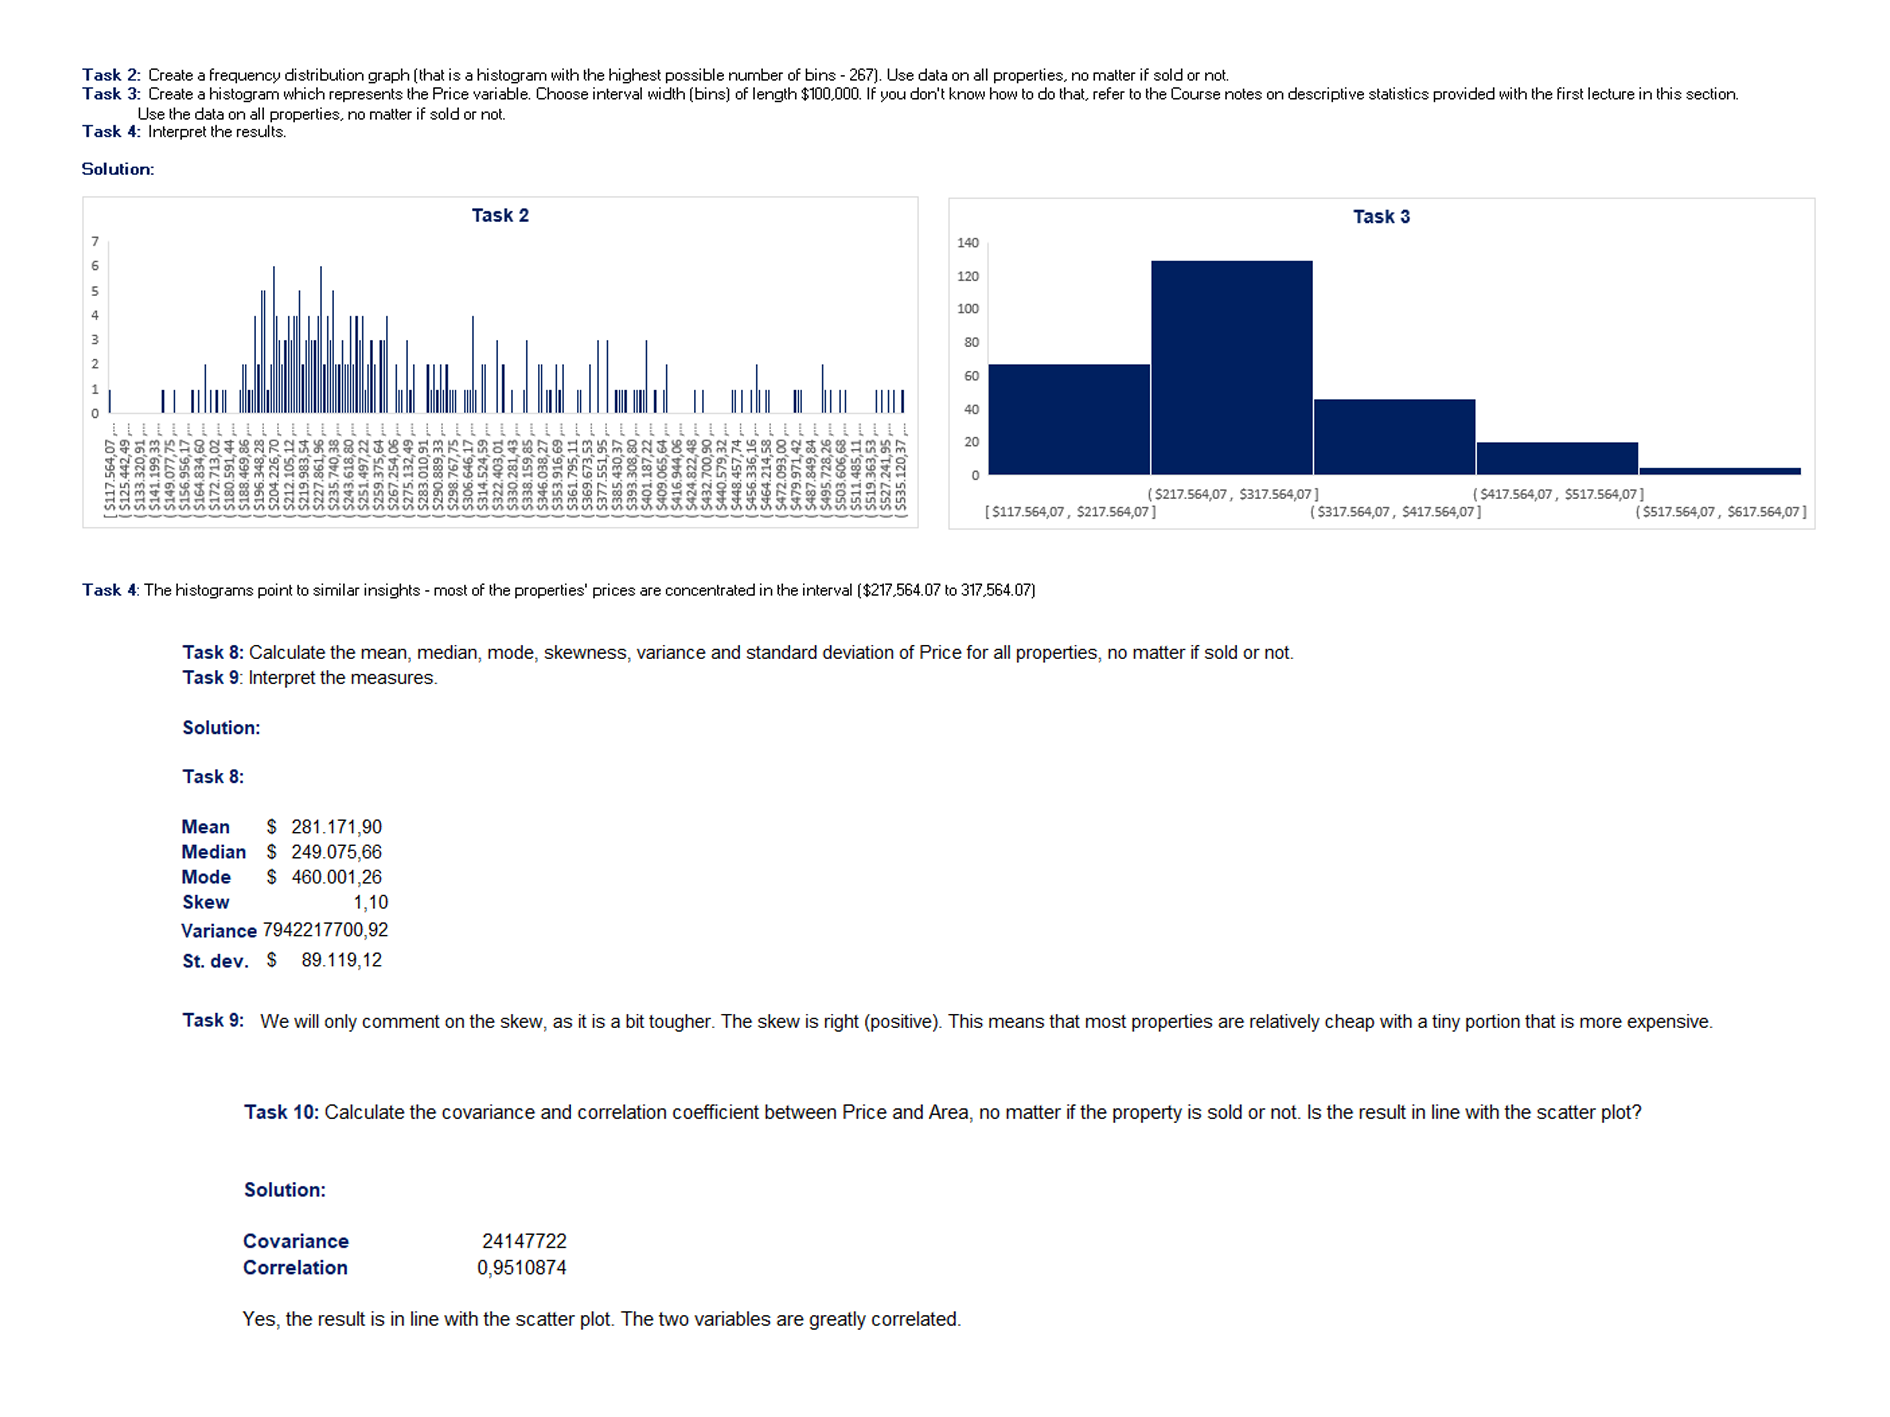 Task 2: Create a frequency distribution graph (that is a histogram with the highest possible number of bins - 267). Use data on all properties, no matter if sold or not.
Task 3: Create a histogram which represents the Price variable. Choose interval width (bins) of length $100,000. If you don't know how to do that, refer to the Course notes on descriptive statistics provided with the first lecture in this section.
Use the data on all properties, no matter if sold or not.
Task 4: Interpret the results.
Solution:
Task 2
7
6
5
4
3
2
1
0
[ $117.564,07 ,...
( $125.442,49 ,...
( $133.320,91 ,...
( $141.199,33 ,...
( $149.077,75 ,...
( $156.956,17 ,...
( $164.834,60 ,...
( $172.713,02 ,...
( $180.591,44 ,...
( $188.469,86 ,...
( $196.348,28 ,...
( $204.226,70 ,...
( $212.105,12 ,...
( $219.983,54 ,...
( $227.861,96 ,...
( $235.740,38 ,...
( $243.618,80 ,...
( $251.497,22 ,...
( $259.375,64 ,...
( $267.254,06 ,...
( $275.132,49 ,...
( $283.010,91 ,...
( $290.889,33 ,...
( $298.767,75 ,...
( $306.646,17 ,...
( $314.524,59 ,...
( $322.403,01 ,...
( $330.281,43 ,...
( $338.159,85 ,...
( $346.038,27 ,...
( $353.916,69 ,...
( $361.795,11 ,...
( $369.673,53 ,...
( $377.551,95 ,...
( $385.430,37 ,...
( $393.308,80 ,...
( $401.187,22 ,...
( $409.065,64 ,...
( $416.944,06 ,...
( $424.822,48 ,...
( $432.700,90 ,...
( $440.579,32 ,...
( $448.457,74 ,...
( $456.336,16 ,...
( $464.214,58 ,...
( $472.093,00 ,...
( $479.971,42 ,...
( $487.849,84 ,...
( $495.728,26 ,...
( $503.606,68 ,...
( $511.485,11 ,...
( $519.363,53 ,...
( $527.241,95 ,...
( $535.120,37 ,...
Task 3
140
120
100
80
60
40
20
0
[ $117.564,07 , $217.564,07 ]
( $217.564,07 , $317.564,07 ]
( $317.564,07 , $417.564,07 ]
( $417.564,07 , $517.564,07 ]
( $517.564,07 , $617.564,07 ]
Task 4: The histograms point to similar insights - most of the properties' prices are concentrated in the interval ($217,564.07 to 317,564.07)
Task 8: Calculate the mean, median, mode, skewness, variance and standard deviation of Price for all properties, no matter if sold or not.
Task 9: Interpret the measures.
Solution:
Task 8:
Mean $ 281.171,90
Median $ 249.075,66
Mode $ 460.001,26
Skew 1,10
Variance 7942217700,92
St. dev. $ 89.119,12
Task 9: We will only comment on the skew, as it is a bit tougher. The skew is right (positive). This means that most properties are relatively cheap with a tiny portion that is more expensive.
Task 10: Calculate the covariance and correlation coefficient between Price and Area, no matter if the property is sold or not. Is the result in line with the scatter plot?
Solution:
Covariance 24147722
Correlation 0,9510874
Yes, the result is in line with the scatter plot. The two variables are greatly correlated.